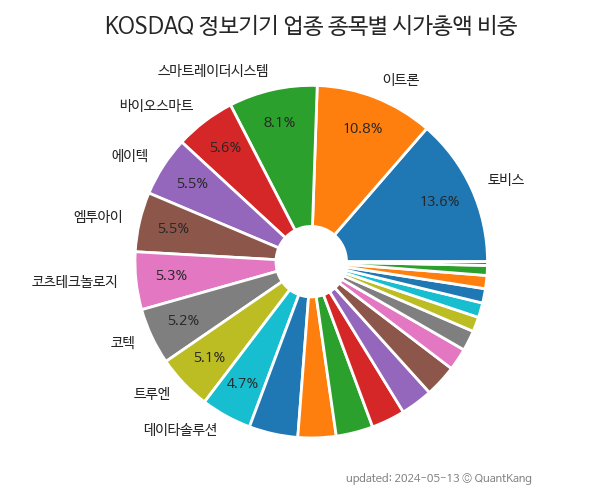 KOSDAQ 정보기기 업종 종목별 시가총액 비중
스마트레이더시스템
이트론
바이오스마트
8.1%
10.8%
에이텍
5.6%
토비스
5.5%
13.6%
엠투아이
5.5%
코츠테크놀로지
5.3%
코텍
5.2%
5.1%
트루엔
4.7%
데이타솔루션
updated: 2024-05-13 © QuantKang